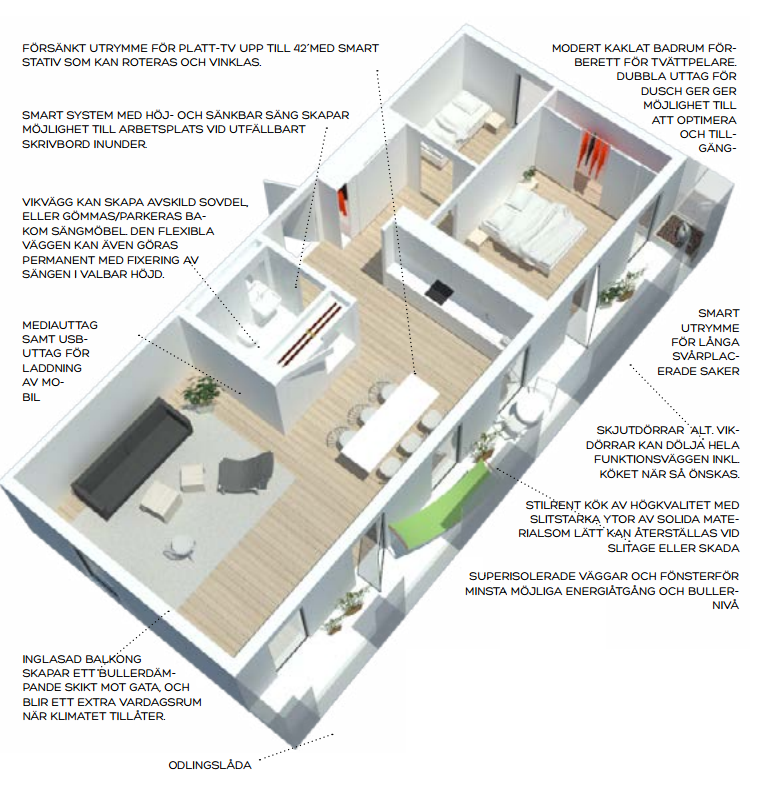 FÖRSÄNKT UTRYMME FÖR PLATT-TV UPP TILL 42´MED SMART
STATIV SOM KAN ROTERAS OCH VINKLAS.
SMART SYSTEM MED HÖJ- OCH SÄNKBAR SÄNG SKAPAR
MÖJLIGHET TILL ARBETSPLATS VID UTFÄLLBART
SKRIVBORD INUNDER.
VIKVÄGG KAN SKAPA AVSKILD SOVDEL,
ELLER GÖMMAS/PARKERAS BA-
KOM SÄNGMÖBEL. DEN FLEXIBLA
VÄGGEN KAN ÄVEN GÖRAS
PERMANENT MED FIXERING AV
SÄNGEN I VALBAR HÖJD.
MEDIAUTTAG
SAMT USB-
UTTAG FÖR
LADDNING
AV MO-
BIL
INGLASAD BALKONG
SKAPAR ETT BULLERDÄM-
PANDE SKIKT MOT GATA, OCH
BLIR ETT EXTRA VARDAGSRUM
NÄR KLIMATET TILLÅTER.
ODLINGSLÅDA
MODERT KAKLAT BADRUM FÖR-
BERETT FÖR TVÄTTPELARE.
DUBBLA UTTAG FÖR
DUSCH GER GER
MÖJLIGHET TILL
ATT OPTIMERA
OCH TILL-
GÄNG-
SMART
UTRYMME
FÖR LÅNGA
SVÅRPLAC-
ERADE SAKER
SKJUTDÖRRAR ALT. VIK-
DÖRRAR KAN DÖLJA HELA
FUNKTIONSVÄGGEN INKL.
KÖKET NÄR SÅ ÖNSKAS.
STILRENT KÖK AV HÖGKVALITET MED
SLITSTARKA YTOR AV SOLIDA MATE-
RIALSOM LÄTT KAN ÅTERSTÄLLAS VID
SLITAGE ELLER SKADA
SUPERISOLERADE VÄGGAR OCH FÖNSTERFÖR
MINSTA MÖJLIGA ENERGIÅTGÅNG OCH BULLER-
NIVÅ